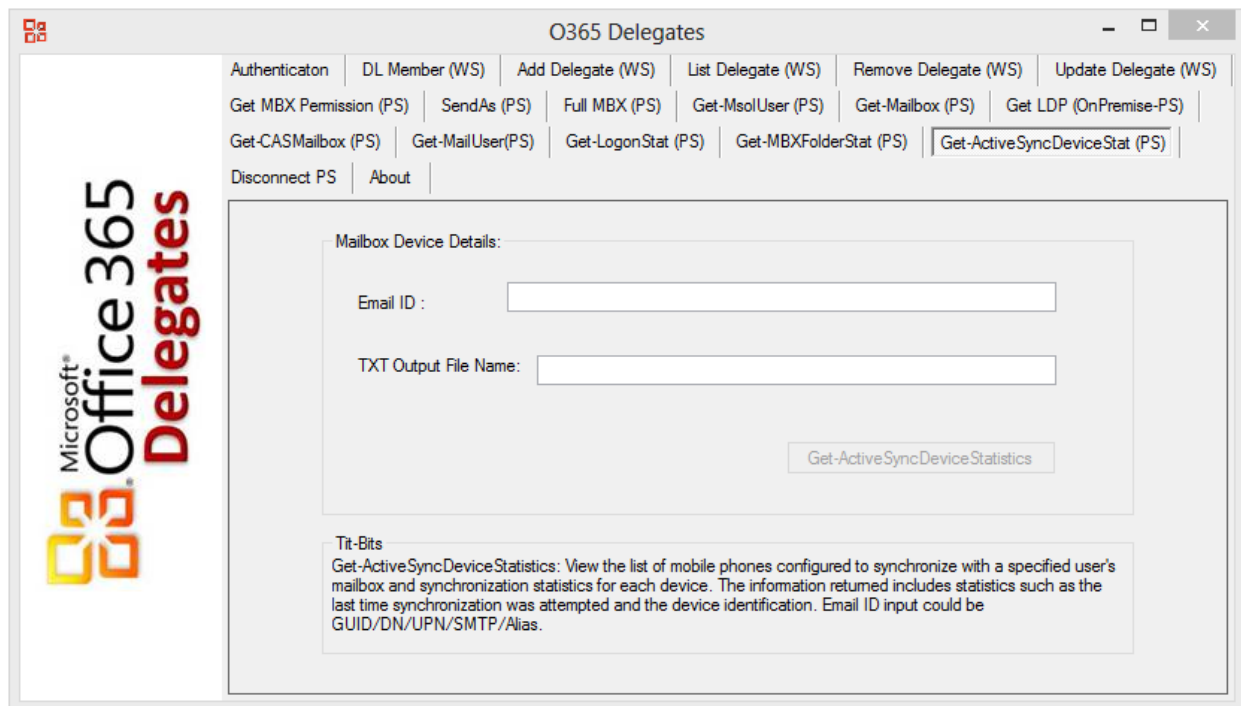 O365 Delegates
Authenticaton DL Member (WS) Add Delegate (WS) List Delegate (WS) Remove Delegate (WS) Update Delegate (WS)
Get MBX Permission (PS) SendAs (PS) Full MBX (PS) Get-MsolUser (PS) Get-Mailbox (PS) Get LDP (OnPremise-PS)
Get-CASMailbox (PS) Get-MailUser(PS) Get-LogonStat (PS) Get-MBXFolderStat (PS) Get-ActiveSyncDeviceStat (PS)
Disconnect PS About
Microsoft®
Office 365
Delegates
Mailbox Device Details:
Email ID :
TXT Output File Name:
Get-ActiveSyncDeviceStatistics
Tit-Bits
Get-ActiveSyncDeviceStatistics: View the list of mobile phones configured to synchronize with a specified user's
mailbox and synchronization statistics for each device. The information returned includes statistics such as the
last time synchronization was attempted and the device identification. Email ID input could be
GUID/DN/UPN/SMTP/Alias.